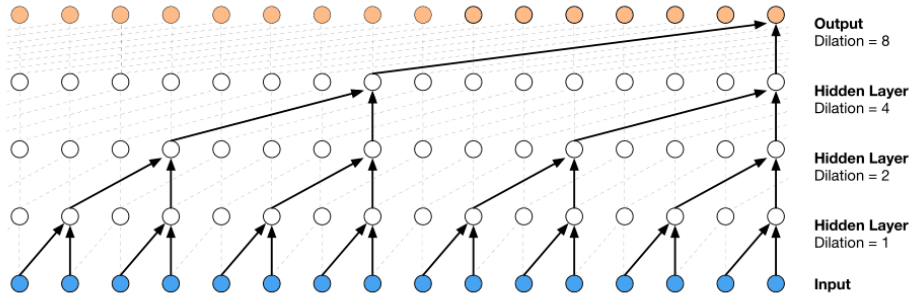 Output
Dilation = 8
Hidden Layer
Dilation = 4
Hidden Layer
Dilation = 2
Hidden Layer
Dilation = 1
Input